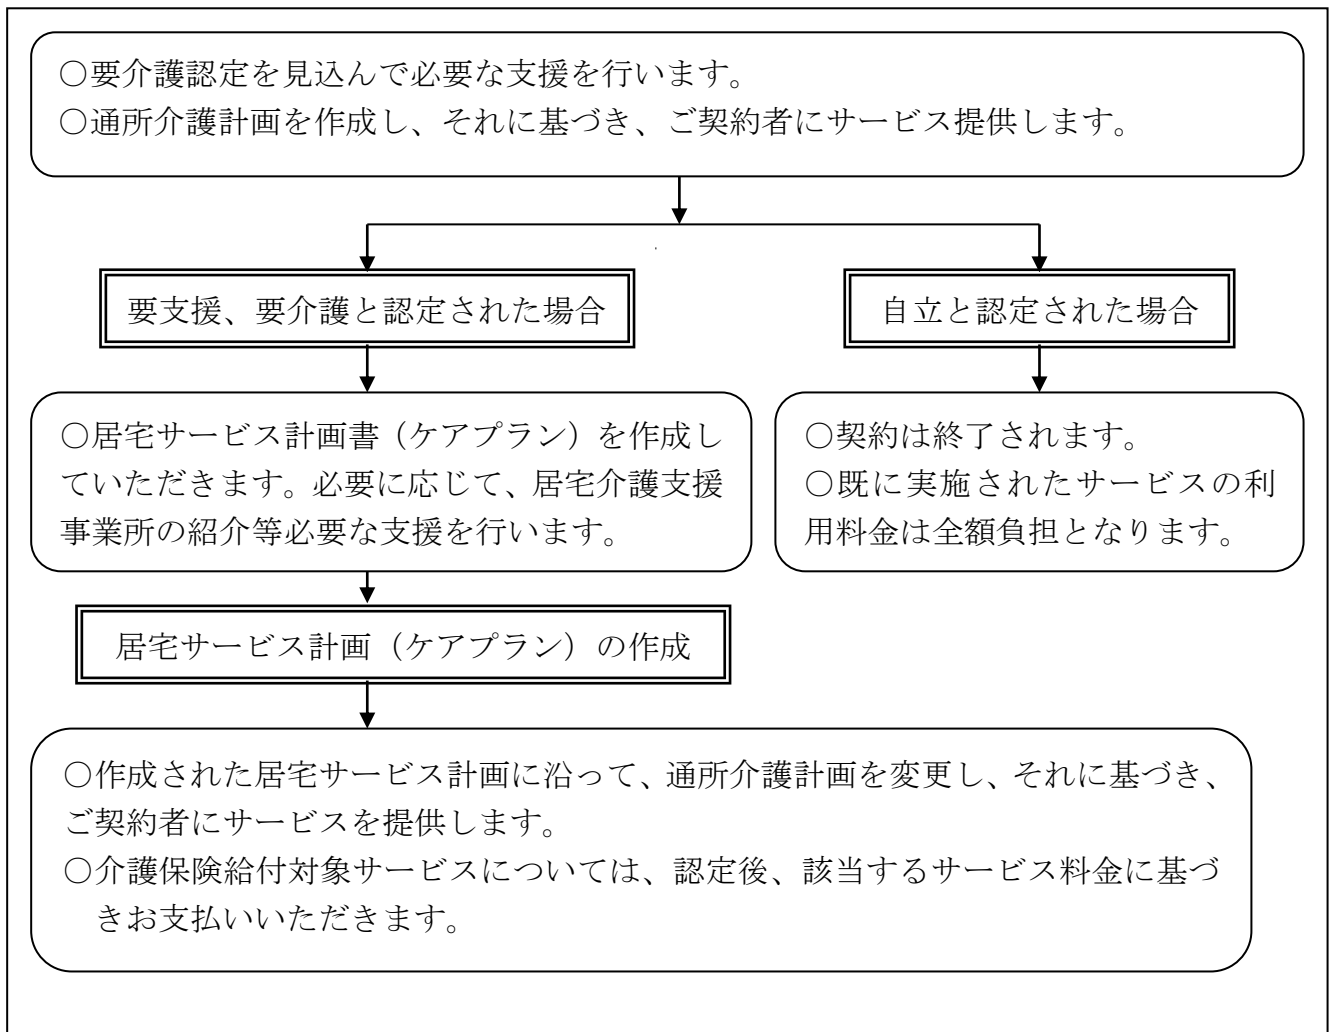 ○要介護認定を見込んで必要な支援を行います。
○通所介護計画を作成し、それに基づき、ご契約者にサービス提供します。
要支援、要介護と認定された場合
自立と認定された場合
○居宅サービス計画書（ケアプラン）を作成し
ていただきます。必要に応じて、居宅介護支援
事業所の紹介等必要な支援を行います。
○契約は終了されます。
○既に実施されたサービスの利
用料金は全額負担となります。
居宅サービス計画（ケアプラン）の作成
○作成された居宅サービス計画に沿って、通所介護計画を変更し、それに基づき、
ご契約者にサービスを提供します。
○介護保険給付対象サービスについては、認定後、該当するサービス料金に基づ
きお支払いいただきます。